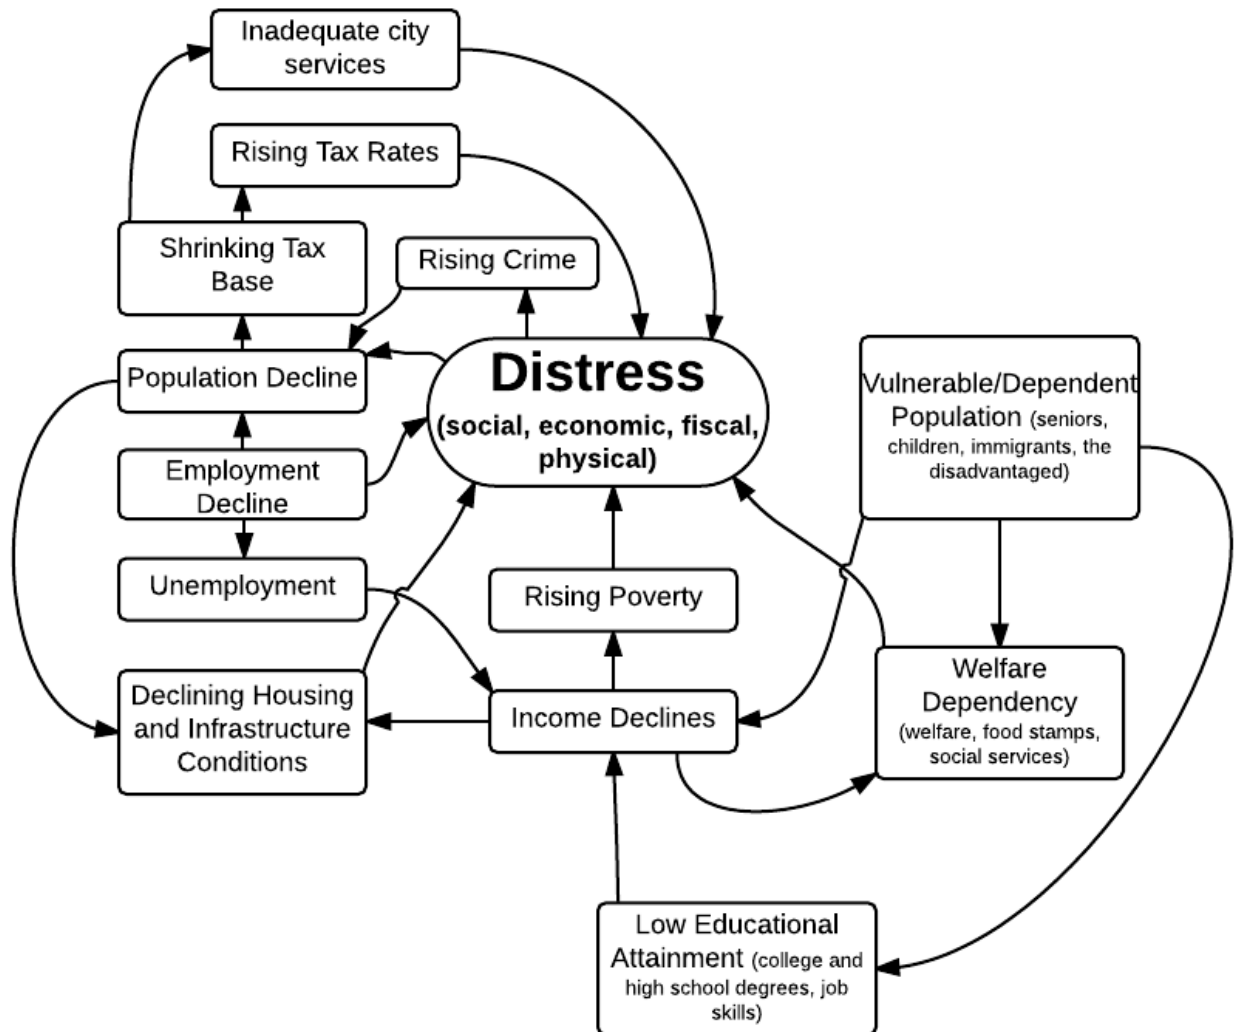 Inadequate city
services
Rising Tax Rates
Shrinking Tax
Base
Rising Crime
Population Decline
Distress
(social, economic, fiscal,
physical)
Vulnerable/Dependent
Population (seniors,
children, immigrants, the
disadvantaged)
Employment
Decline
Unemployment
Rising Poverty
Declining Housing
and Infrastructure
Conditions
Income Declines
Welfare
Dependency
(welfare, food stamps,
social services)
Low Educational
Attainment (college and
high school degrees, job
skills)